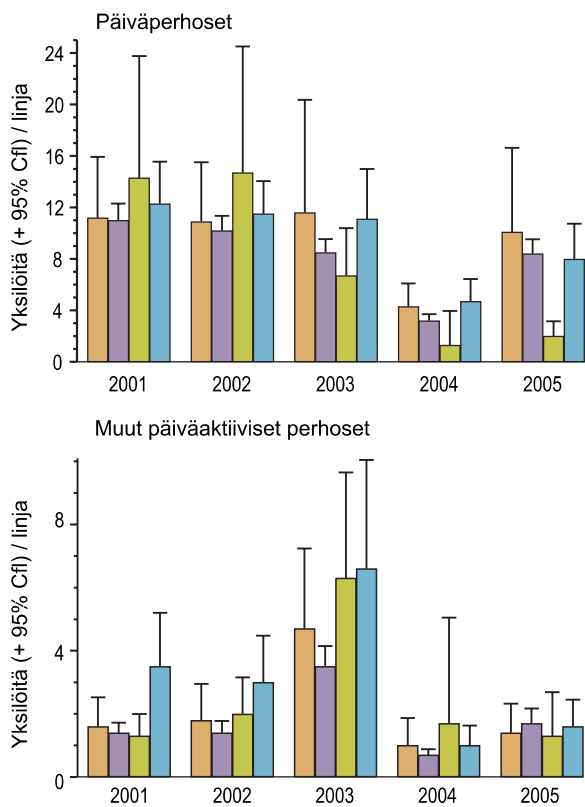 Päiväperhoset
Yksilöitä (+ 95% Cfl) / linja
24
20
16
12
8
4
0
2001 2002 2003 2004 2005
Muut päiväaktiiviset perhoset
Yksilöitä (+ 95% Cfl) / linja
8
4
0
2001 2002 2003 2004 2005